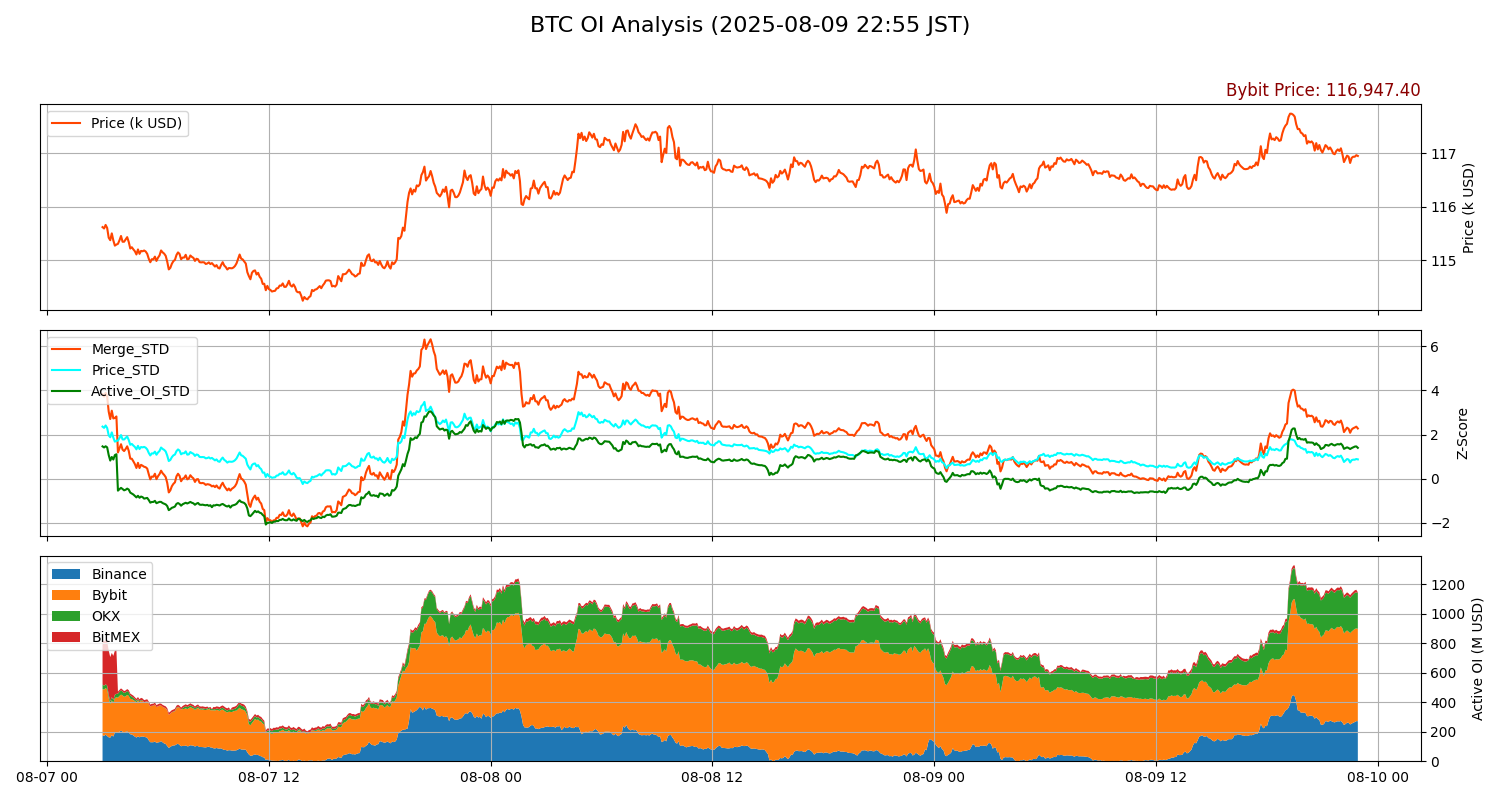 BTC OI Analysis (2025-08-09 22:55 JST)
Bybit Price: 116,947.40
Price (k USD)
117
116
115
Price (k USD)
Merge_STD
Price_STD
Active_OI_STD
6
4
2
0
−2
Z-Score
Binance
Bybit
OKX
BitMEX
1200
1000
800
600
400
200
0
Active OI (M USD)
08-07 00
08-07 12
08-08 00
08-08 12
08-09 00
08-09 12
08-10 00